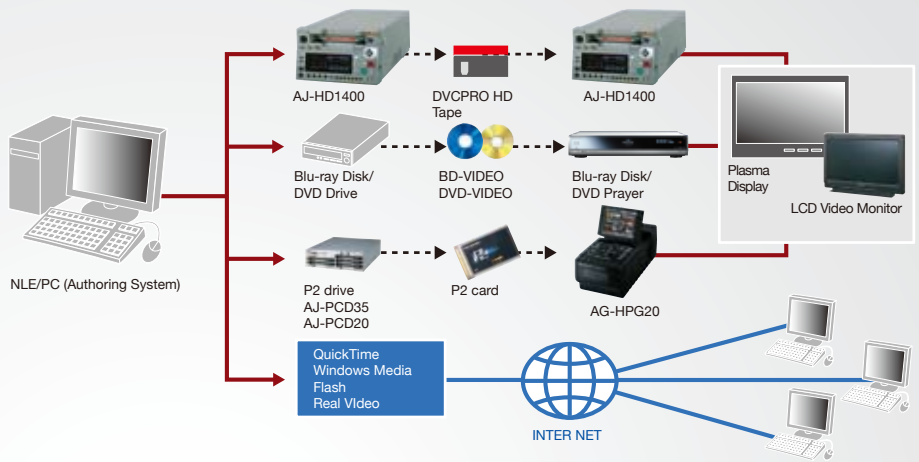 AJ-HD1400
DVCPRO HD
Tape
AJ-HD1400
Blu-ray Disk/
DVD Drive
BD-VIDEO
DVD-VIDEO
Blu-ray Disk/
DVD Prayer
Plasma
Display
LCD Video Monitor
NLE/PC (Authoring System)
P2 drive
AJ-PCD35
AJ-PCD20
P2 card
AG-HPG20
QuickTime
Windows Media
Flash
Real VIdeo
INTER NET